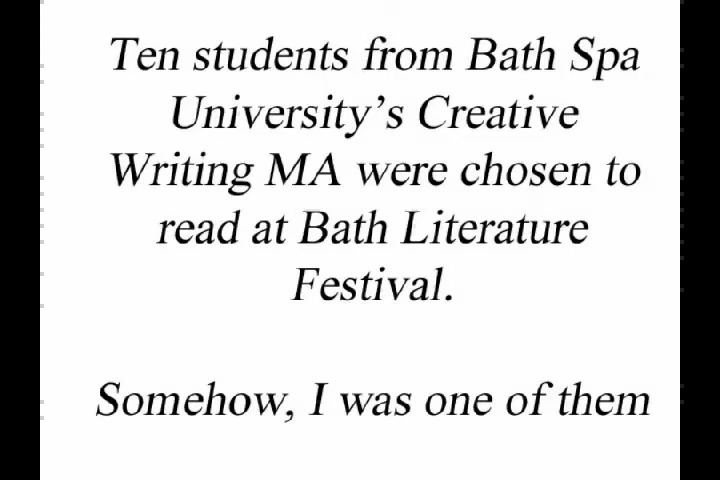 Ten students from Bath Spa
University’s Creative
Writing MA were chosen to
read at Bath Literature
Festival.
Somehow, I was one of them